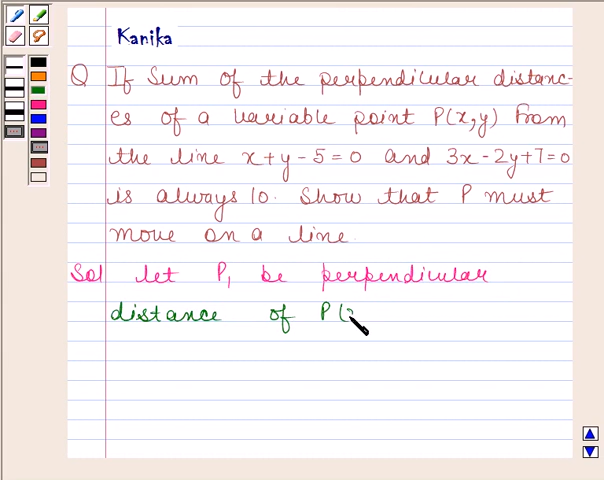 Kanika
Q If Sum of the perpendicular distanc-
es of a variable point P(x,y) from
the line x+y-5=0 and 3x-2y+7=0
is always 10. Show that P must
move on a line.
Sol let P₁ be perpendicular
distance of P(